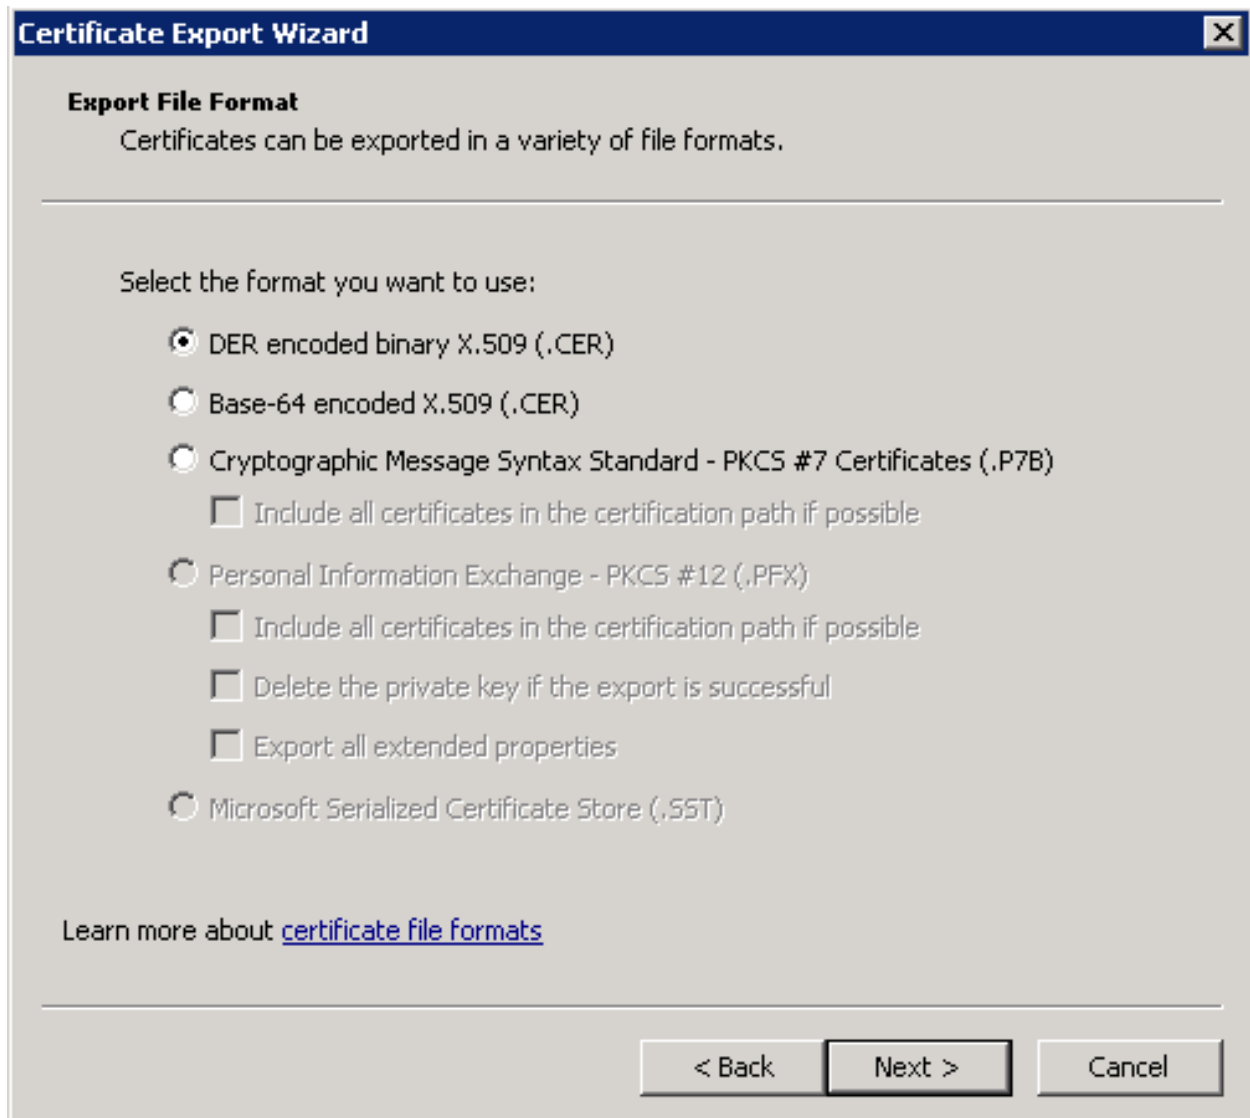 Certificate Export Wizard
Export File Format
Certificates can be exported in a variety of file formats.
Select the format you want to use:
DER encoded binary X.509 (.CER)
Base-64 encoded X.509 (.CER)
Cryptographic Message Syntax Standard - PKCS #7 Certificates (.P7B)
Include all certificates in the certification path if possible
Personal Information Exchange - PKCS #12 (.PFX)
Include all certificates in the certification path if possible
Delete the private key if the export is successful
Export all extended properties
Microsoft Serialized Certificate Store (.SST)
Learn more about certificate file formats
< Back Next > Cancel